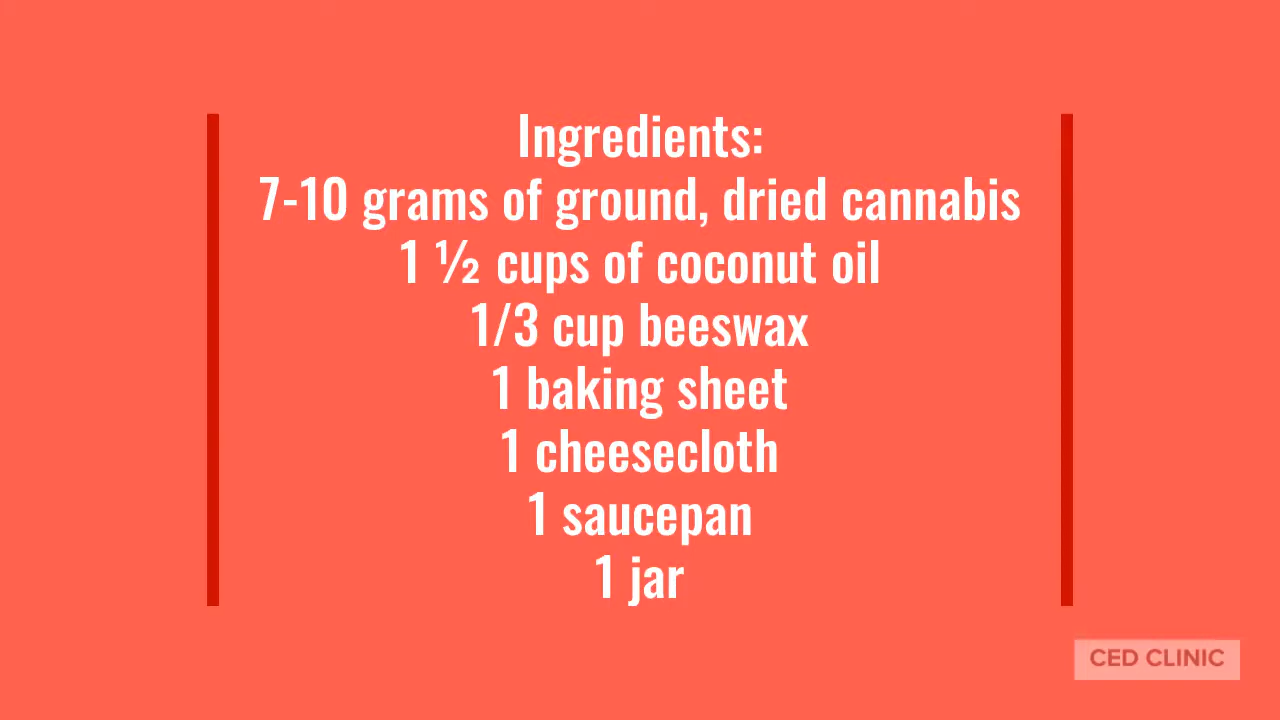 Ingredients:
7-10 grams of ground, dried cannabis
1 ½ cups of coconut oil
1/3 cup beeswax
1 baking sheet
1 cheesecloth
1 saucepan
1 jar
CED CLINIC